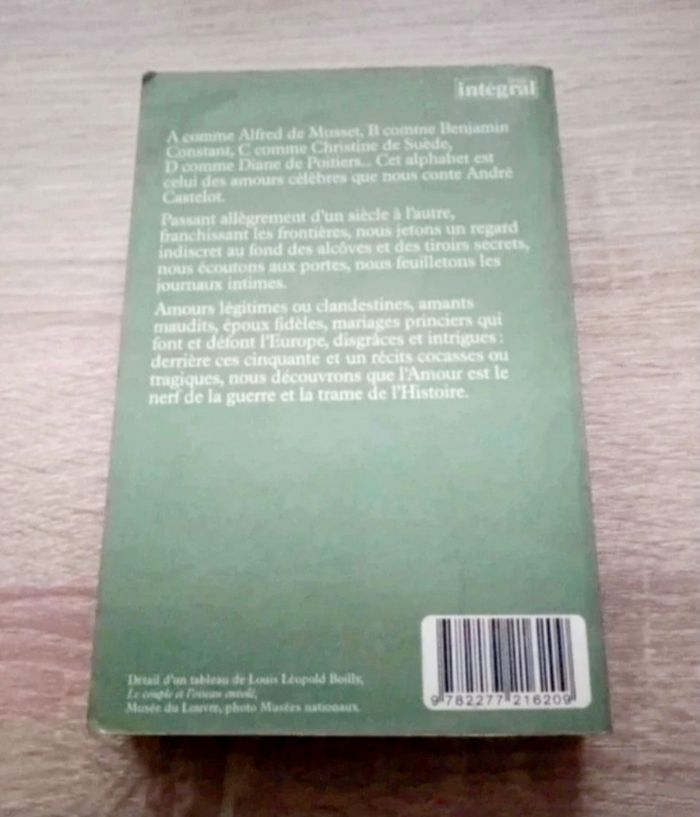 texte
intégral
A comme Alfred de Musset, B comme Benjamin
Constant, C comme Christine de Suède,
D comme Diane de Poitiers... Cet alphabet est
celui des amours célèbres que nous conte André
Castelot.
Passant allègrement d'un siècle à l'autre,
franchissant les frontières, nous jetons un regard
indiscret au fond des alcôves et des tiroirs secrets,
nous écoutons aux portes, nous feuilletons les
journaux intimes.
Amours légitimes ou clandestines, amants
maudits, époux fidèles, mariages princiers qui
font et défont l'Europe, disgrâces et intrigues :
derrière ces cinquante et un récits cocasses ou
tragiques, nous découvrons que l'Amour est le
nerf de la guerre et la trame de l'Histoire.
Détail d'un tableau de Louis Léopold Boilly,
Le couple et l'oiseau envolé,
Musée du Louvre, photo Musées nationaux.
9 782277 216209